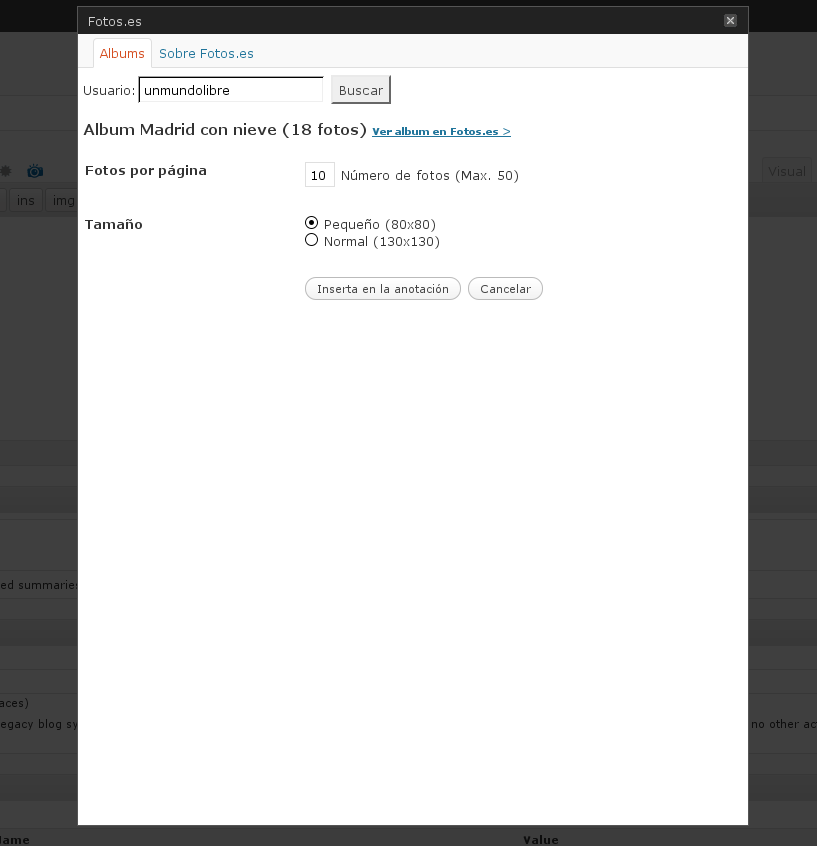 Fotos.es
Albums Sobre Fotos.es
Usuario: unmundolibre Buscar
Album Madrid con nieve (18 fotos) Ver album en Fotos.es >
Fotos por página 10 Número de fotos (Max. 50)
Visual
ins img
Tamaño Pequeño (80x80)
Normal (130x130)
Inserta en la anotación Cancelar
ed summaries
aces)
egacy blog sy no other ac
Name Value